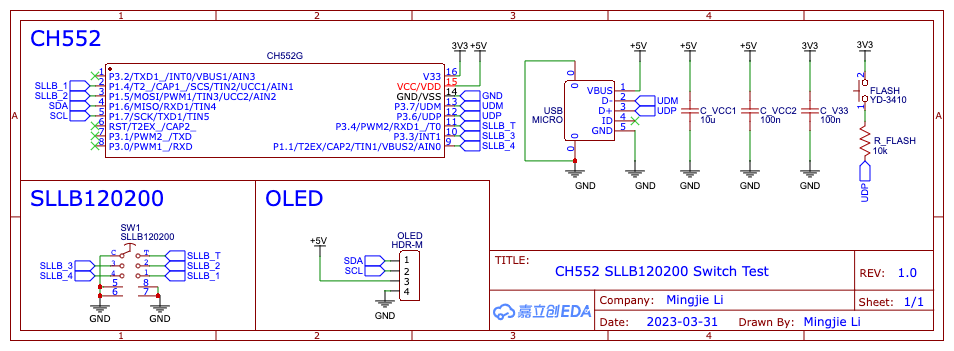 1 2 3 4
A
A
CH552
CH552G
1 P3.2/TXD1_/INT0/VBUS1/AIN3
SLLB_1 2 P1.4/T2_/CAP1_/SCS/TIN2/UCC1/AIN1
SLLB_2 3 P1.5/MOSI/PWM1/TIN3/UCC2/AIN2
SDA 4 P1.6/MISO/RXD1/TIN4
SCL 5 P1.7/SCK/TXD1/TIN5
6 RST/T2EX_/CAP2_
7 P3.1/PWM2_/TXD
8 P3.0/PWM1_/RXD
3V3 +5V
V33 16
VCC/VDD 15
GND/VSS 14 GND
P3.7/UDM 13 UDM
P3.6/UDP 12 UDP
P3.4/PWM2/RXD1_/T0 11 SLLB_T
P3.3/INT1 10 SLLB_3
P1.1/T2EX/CAP2/TIN1/VBUS2/AIN0 9 SLLB_4
USB
MICRO
0 0
0
VBUS 1
D- 2 UDM
D+ 3 UDP
ID 4
GND 5
+5V
GND
GND
+5V
C_VCC1
10u
GND
+5V
C_VCC2
100n
GND
3V3
C_V33
100n
GND
3V3
2
FLASH
YD-3410
1
R_FLASH
10k
UDP
SLLB120200
SW1
SLLB120200
C T SLLB_T
SLLB_3 3 2 SLLB_2
SLLB_4 4 1 SLLB_1
5 8
6 7
GND GND
OLED
+5V
OLED
HDR-M
SDA 1
SCL 2
3
4
GND
TITLE:
CH552 SLLB120200 Switch Test
REV: 1.0
嘉立创EDA
Company: Mingjie Li
Sheet: 1/1
Date: 2023-03-31 Drawn By: Mingjie Li
1 2 3 4